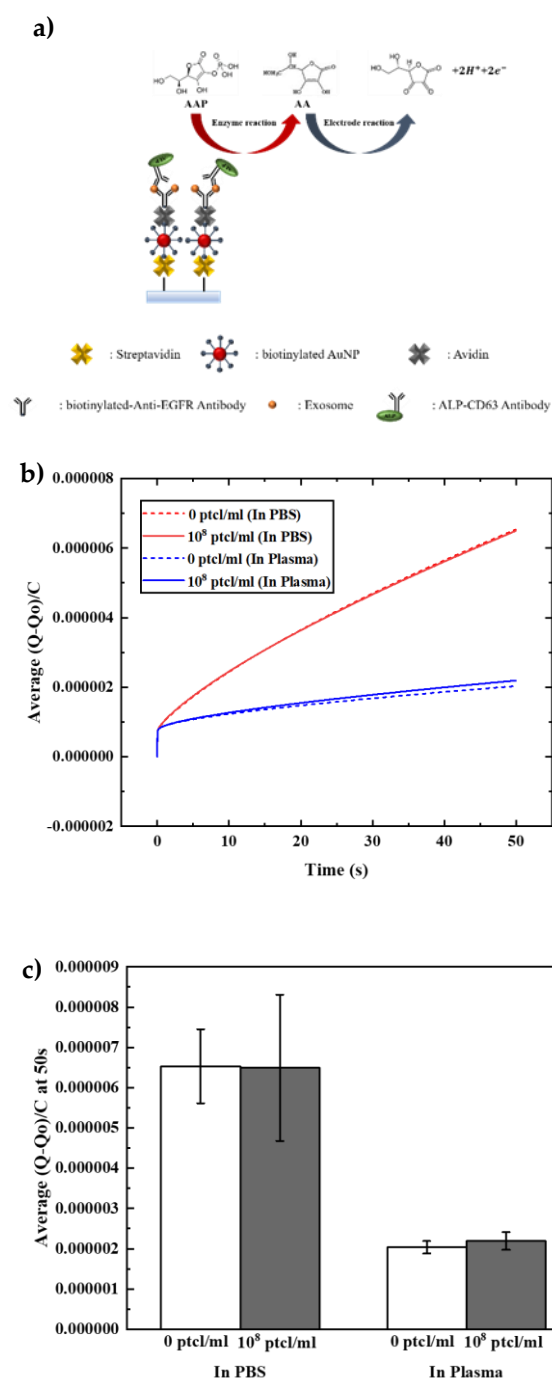 a)
AAP
AA
+2H⁺+2e⁻
Enzyme reaction
Electrode reaction
: Streptavidin
: biotinylated AuNP
: Avidin
: biotinylated-Anti-EGFR Antibody
: Exosome
: ALP-CD63 Antibody
b)
0.000008
0.000006
0.000004
0.000002
0.000000
-0.000002
Average (Q-Qo)/C
0 ptcl/ml (In PBS)
10⁸ ptcl/ml (In PBS)
0 ptcl/ml (In Plasma)
10⁸ ptcl/ml (In Plasma)
0 10 20 30 40 50
Time (s)
c)
0.000009
0.000008
0.000007
0.000006
0.000005
0.000004
0.000003
0.000002
0.000001
0.000000
Average (Q-Qo)/C at 50s
0 ptcl/ml 10⁸ ptcl/ml 0 ptcl/ml 10⁸ ptcl/ml
In PBS In Plasma